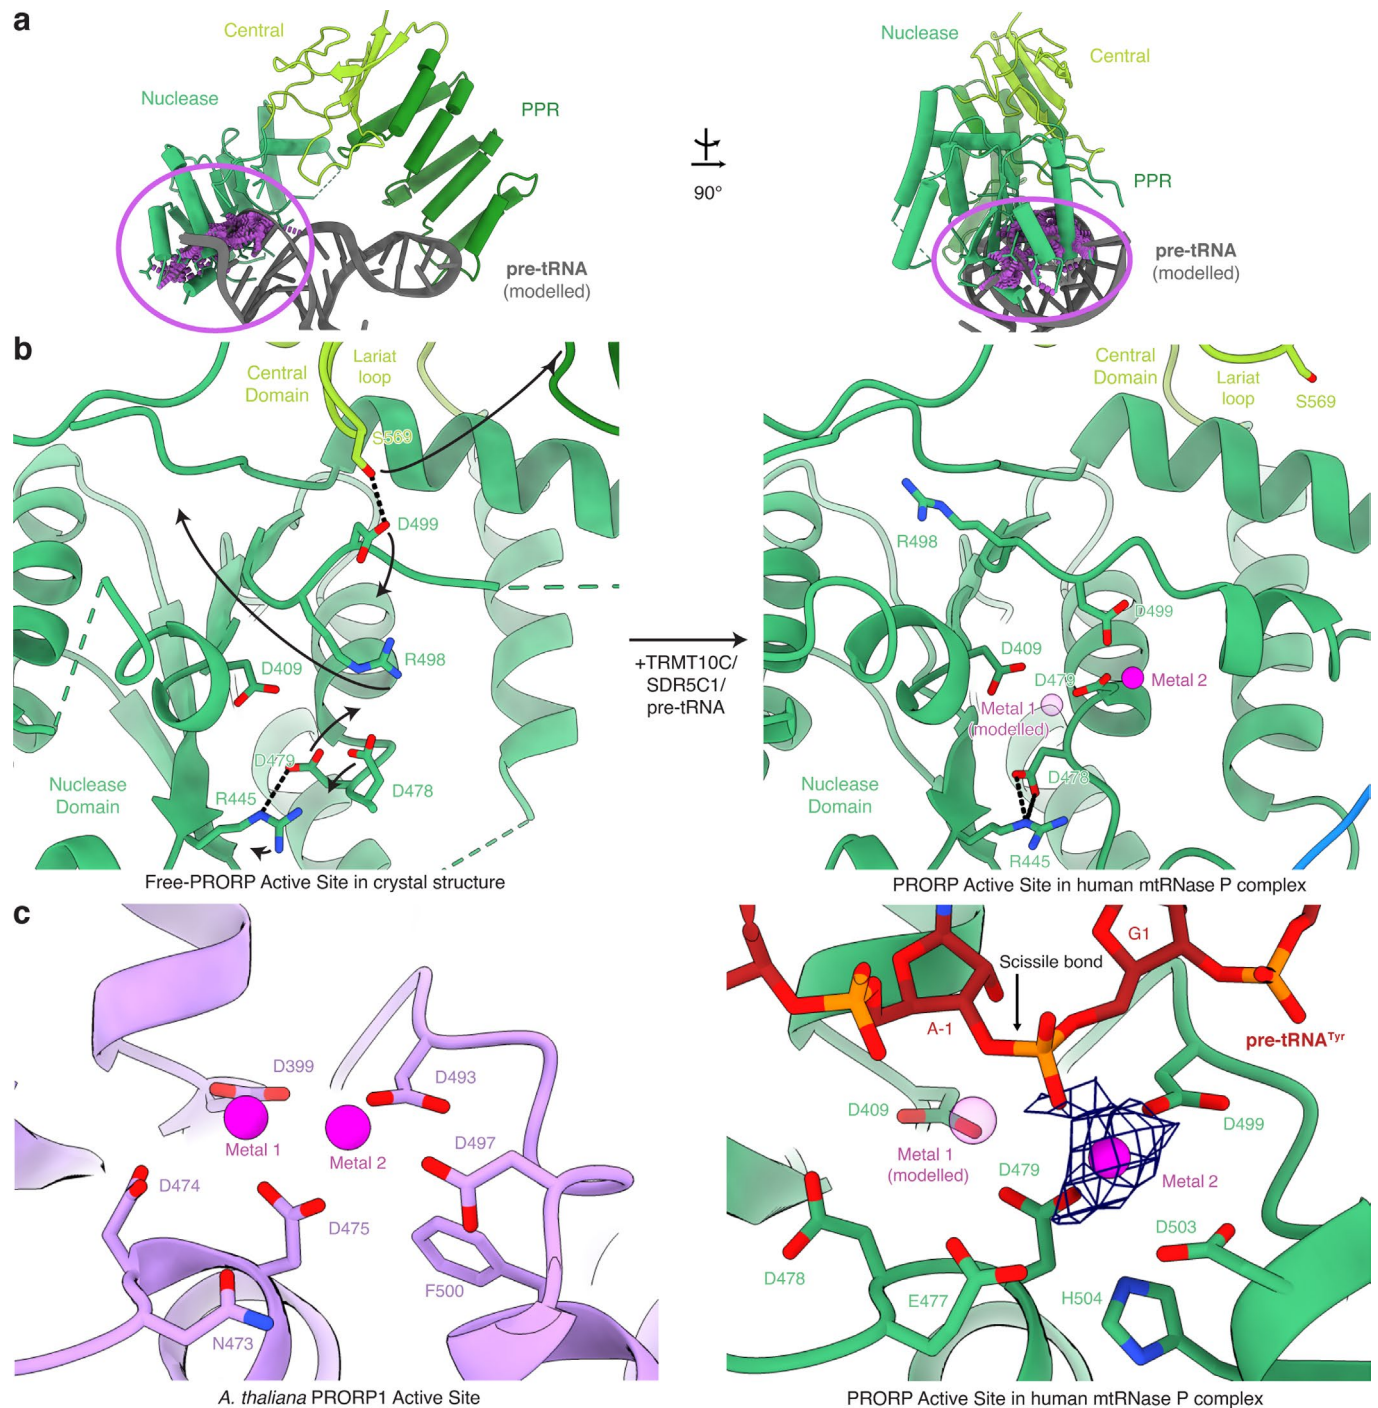 a
Central
Nuclease
PPR
pre-tRNA
(modelled)
90°
Nuclease
Central
PPR
pre-tRNA
(modelled)
b
Central
Domain
Lariat
loop
S569
D499
R498
D409
D479
D478
R445
Nuclease
Domain
Free-PRORP Active Site in crystal structure
+TRMT10C/
SDR5C1/
pre-tRNA
Central
Domain
Lariat
loop
S569
R498
D499
D409
D479
Metal 2
Metal 1
(modelled)
D478
Nuclease
Domain
R445
PRORP Active Site in human mtRNase P complex
c
D399
D493
Metal 1
Metal 2
D497
D474
D475
F500
N473
A. thaliana PRORP1 Active Site
G1
Scissile bond
A-1
pre-tRNATyr
D409
D499
Metal 1
(modelled)
D479
Metal 2
D503
D478
E477
H504
PRORP Active Site in human mtRNase P complex